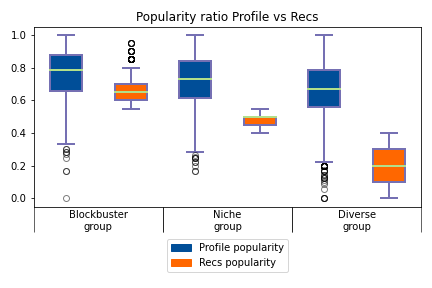 Popularity ratio Profile vs Recs
1.0
0.8
0.6
0.4
0.2
0.0
Blockbuster
group
Niche
group
Diverse
group
Profile popularity
Recs popularity